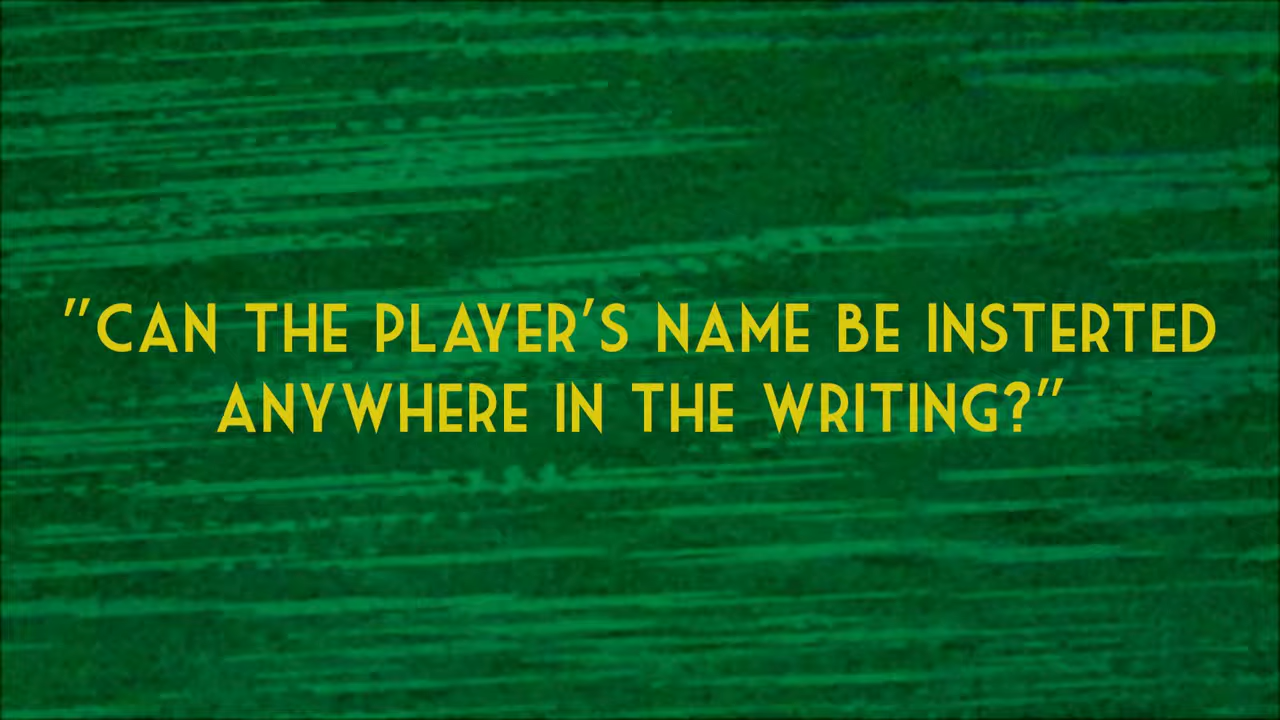 "CAN THE PLAYER'S NAME BE INSTERTED
ANYWHERE IN THE WRITING?"